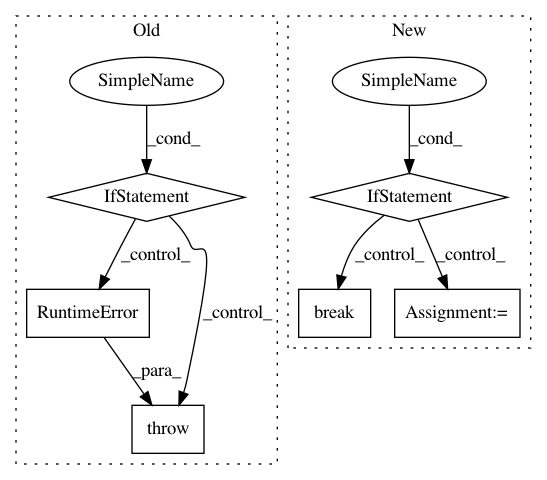 Old
New
SimpleName
SimpleName
_cond_
_cond_
IfStatement
IfStatement
_control_
_control_
_control_
_control_
RuntimeError
break
Assignment:=
_para_
throw